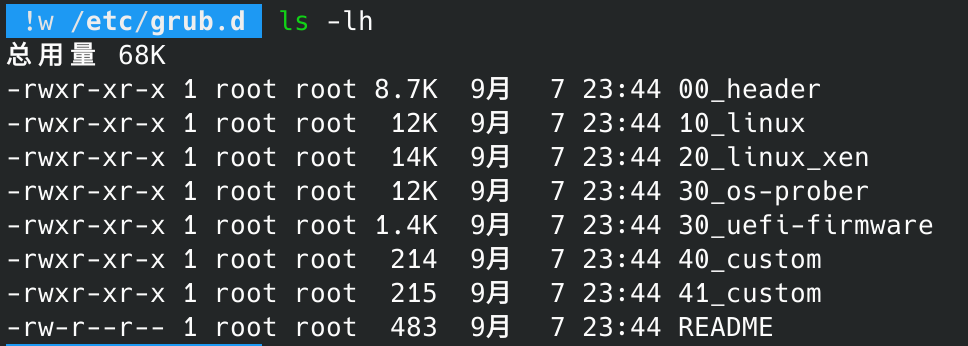 !w /etc/grub.d ls -lh
总用量 68K
-rwxr-xr-x 1 root root 8.7K  9月  7 23:44 00_header
-rwxr-xr-x 1 root root  12K  9月  7 23:44 10_linux
-rwxr-xr-x 1 root root  14K  9月  7 23:44 20_linux_xen
-rwxr-xr-x 1 root root  12K  9月  7 23:44 30_os-prober
-rwxr-xr-x 1 root root 1.4K  9月  7 23:44 30_uefi-firmware
-rwxr-xr-x 1 root root  214  9月  7 23:44 40_custom
-rwxr-xr-x 1 root root  215  9月  7 23:44 41_custom
-rw-r--r-- 1 root root  483  9月  7 23:44 README